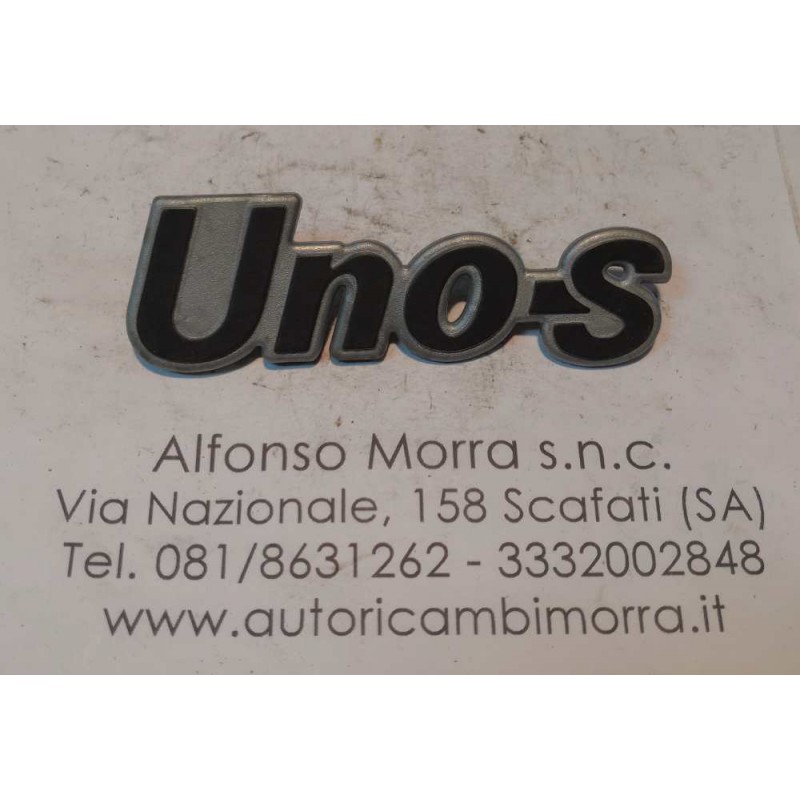 Uno-s
Alfonso Morra s.n.c.
Via Nazionale, 158 Scafati (SA)
Tel. 081/8631262 - 3332002848
www.autoricambimorra.it